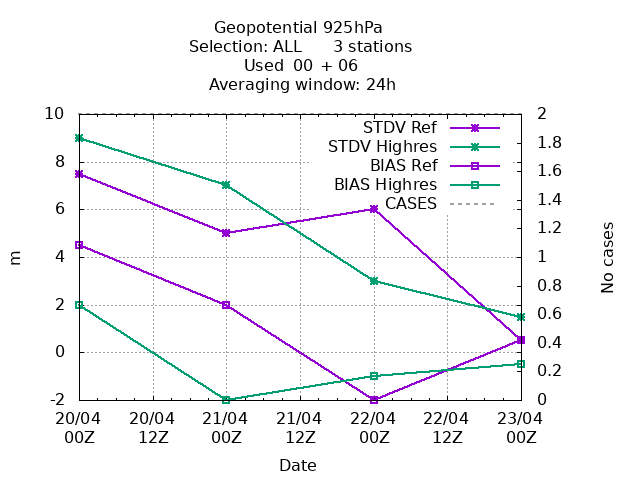 Geopotential 925hPa
Selection: ALL      3 stations
Used  00 + 06
Averaging window: 24h
10
8
6
4
2
0
-2
m
STDV Ref
STDV Highres
BIAS Ref
BIAS Highres
CASES
2
1.8
1.6
1.4
1.2
1
0.8
0.6
0.4
0.2
0
No cases
20/04 20/04 21/04 21/04 22/04 22/04 23/04
00Z 12Z 00Z 12Z 00Z 12Z 00Z
Date